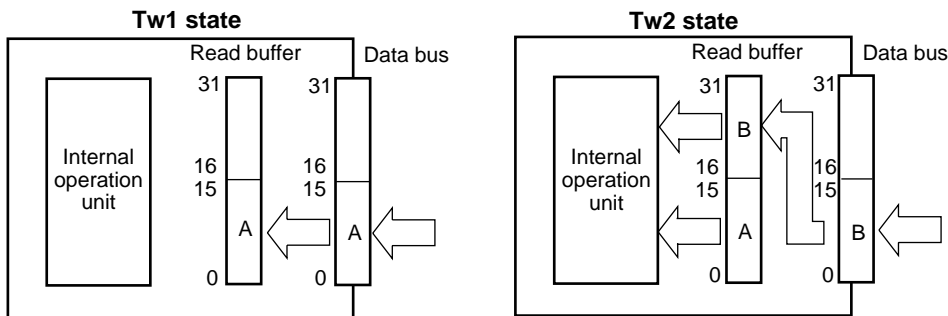 Tw1 state
Read buffer
Data bus
31
31
Internal
operation
unit
16
15
16
15
A
A
0
0
Tw2 state
Read buffer
Data bus
31
31
B
Internal
operation
unit
16
15
16
15
A
B
0
0